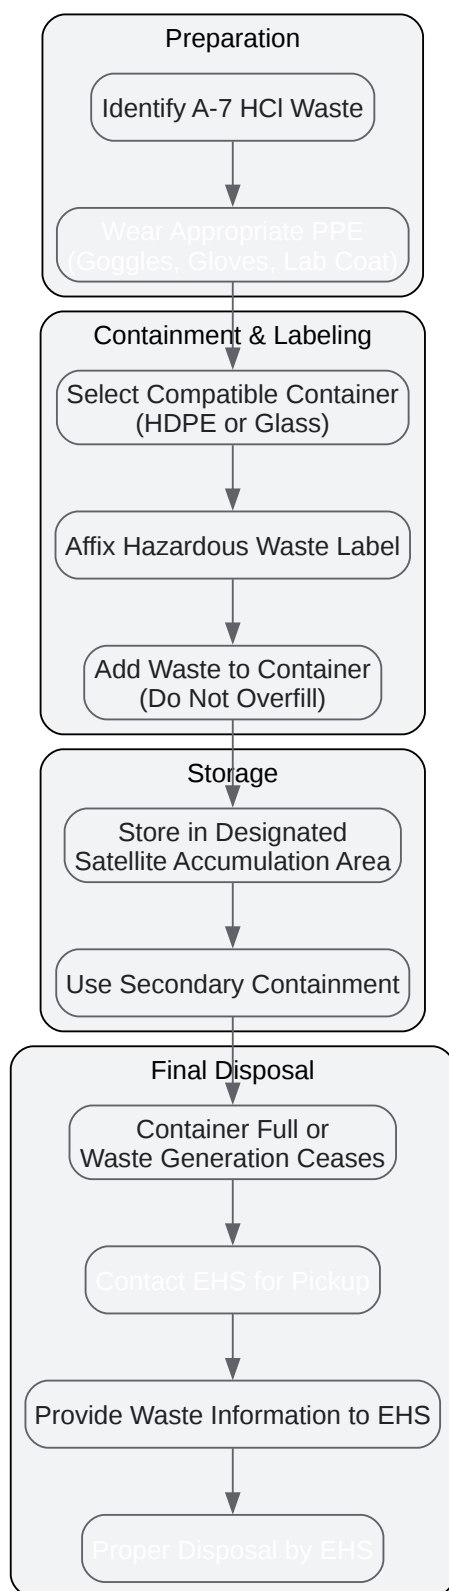 Preparation
Identify A-7 HCl Waste
Wear Appropriate PPE
(Goggles, Gloves, Lab Coat)
Containment & Labeling
Select Compatible Container
(HDPE or Glass)
Affix Hazardous Waste Label
Add Waste to Container
(Do Not Overfill)
Storage
Store in Designated
Satellite Accumulation Area
Use Secondary Containment
Final Disposal
Container Full or
Waste Generation Ceases
Contact EHS for Pickup
Provide Waste Information to EHS
Proper Disposal by EHS